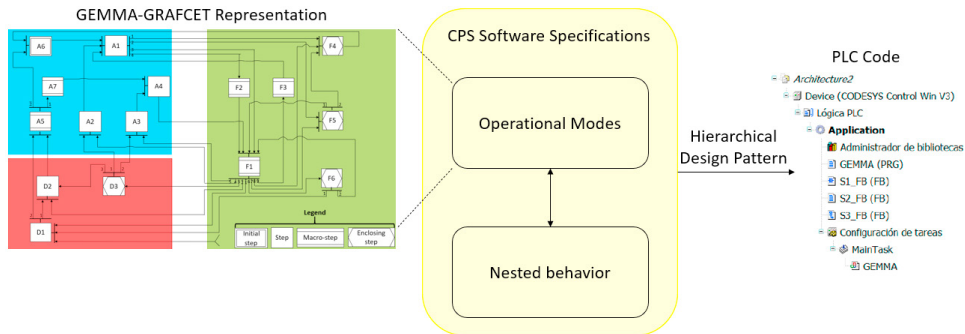 GEMMA-GRAFCET Representation
A6
A1
F4
A7
A4
F2
F3
A5
A2
A3
F5
F1
D2
D3
F6
D1
Legend
Initial
step
Step
Macro-step
Enclosing
step
CPS Software Specifications
Operational Modes
Nested behavior
Hierarchical
Design Pattern
PLC Code
Architecture2
Device (CODESYS Control Win V3)
Lógica PLC
Application
Administrador de bibliotecas
GEMMA (PRG)
S1_FB (FB)
S2_FB (FB)
S3_FB (FB)
Configuración de tareas
MainTask
GEMMA